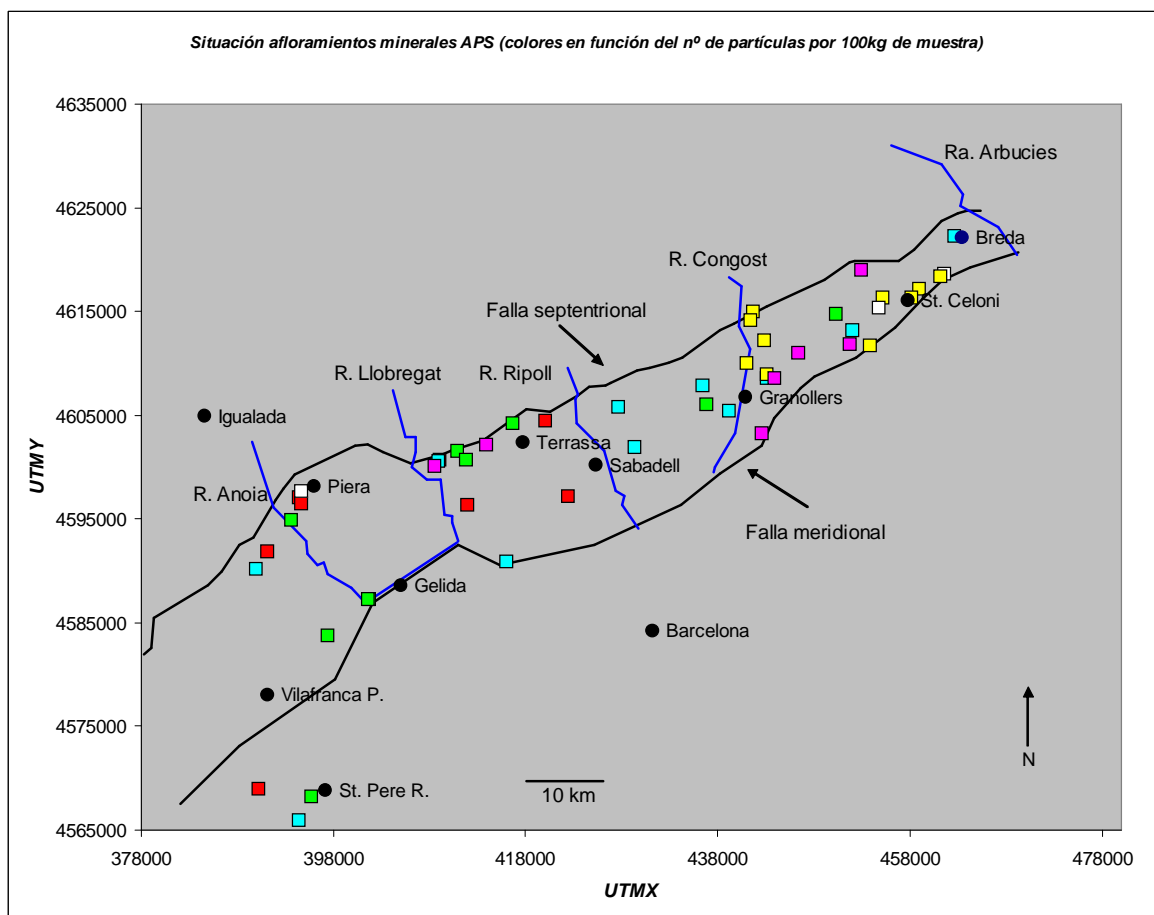 Situación afloramientos minerales APS (colores en función del nº de partículas por 100kg de muestra)
4635000
Ra. Arbucies
4625000
Breda
R. Congost
St. Celoni
4615000
Falla septentrional
R. Llobregat
R. Ripoll
Granollers
4605000
Igualada
Terrassa
Sabadell
UTMY
R. Anoia
Piera
Falla meridional
4595000
Gelida
4585000
Barcelona
Vilafranca P.
4575000
N
St. Pere R.
10 km
4565000
378000 398000 418000 438000 458000 478000
UTMX